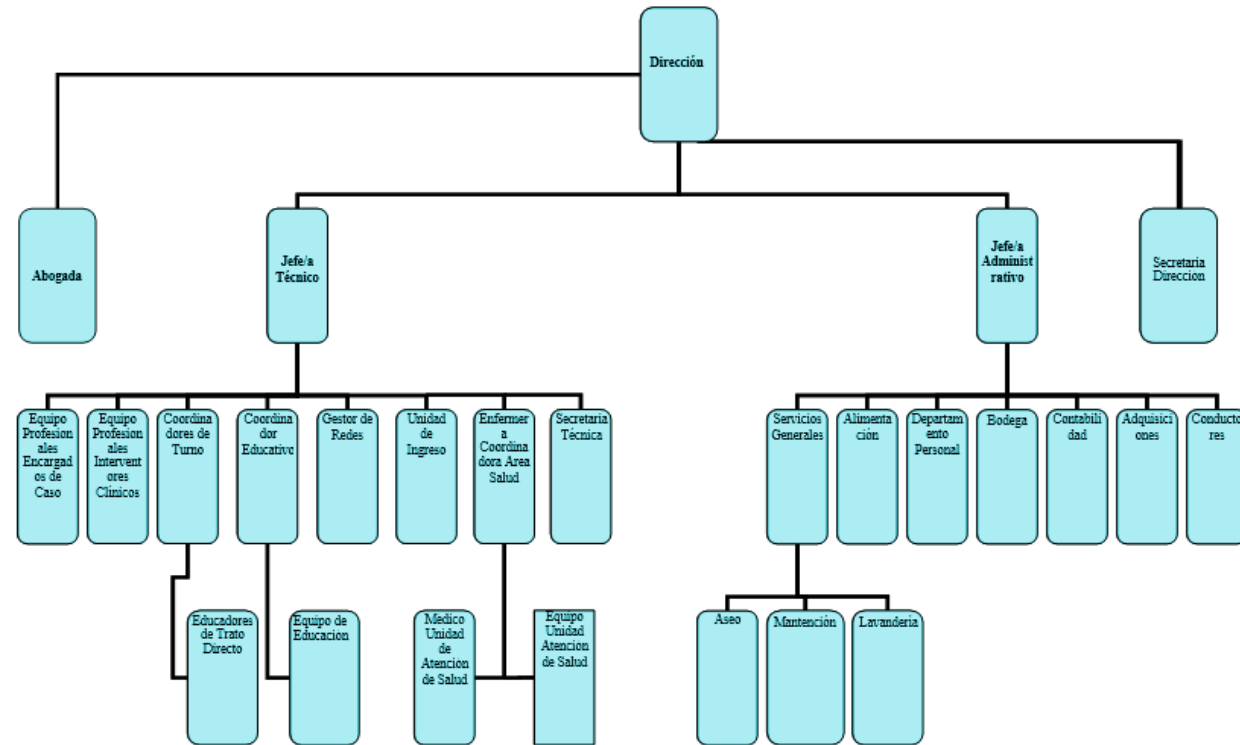 Dirección
Abogada
Jefe/a
Técnico
Jefe/a
Administ
rativo
Secretaria
Direccion
Equipo
Profesion
ales
Encargad
os de
Caso
Equipo
Profesion
ales
Intervent
ores
Clínicos
Coordina
dores de
Turno
Coordina
dor
Educativo
Gestor de
Redes
Unidad
de
Ingreso
Enfermer
a
Coordina
dora Area
Salud
Secretaria
Técnica
Servicios
Generales
Alimenta
ción
Departam
ento
Personal
Bodega
Contabili
dad
Adquisici
ones
Conducto
res
Educadores
de Trato
Directo
Equipo de
Educacion
Medico
Unidad
de
Atencion
de Salud
Equipo
Unidad
Atencion
de Salud
Aseo
Mantención
Lavanderia